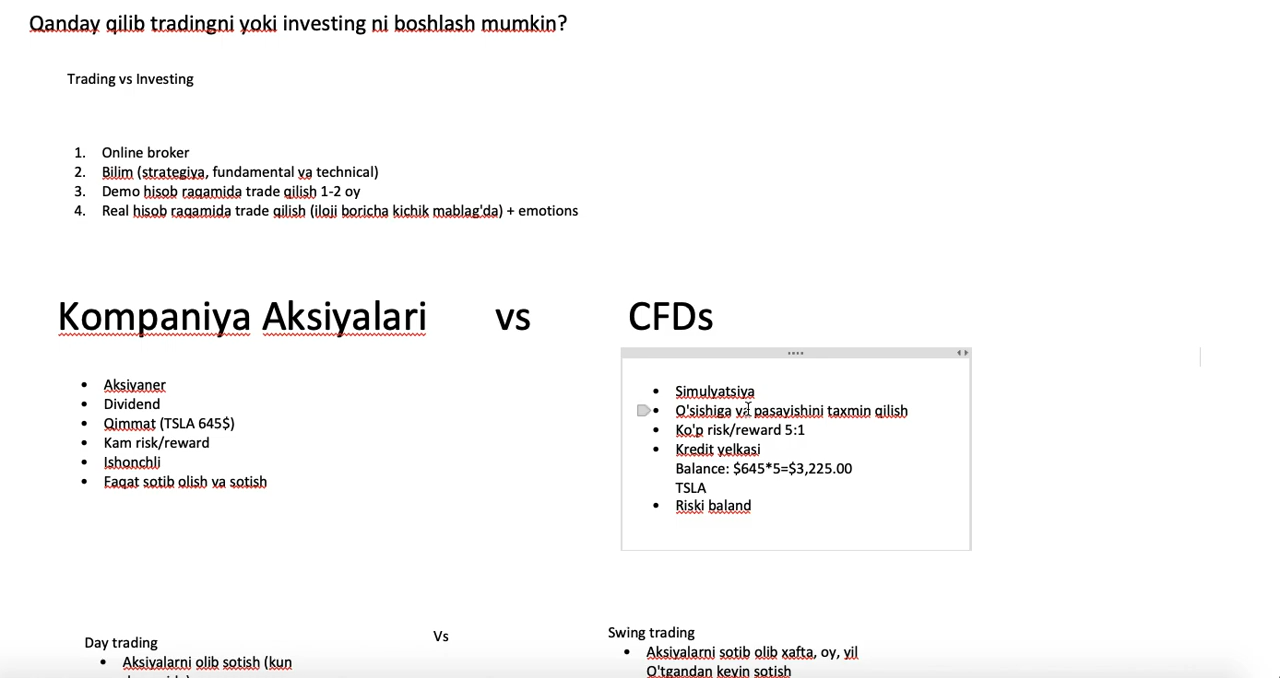 Qanday qilib tradingni yoki investing ni boshlash mumkin?
Trading vs Investing
1. Online broker
2. Bilim (strategiya, fundamental va technical)
3. Demo hisob raqamida trade qilish 1-2 oy
4. Real hisob raqamida trade qilish (iloji boricha kichik mablag'da) + emotions
Kompaniya Aksiyalari vs CFDs
• Aksiyaner
• Dividend
• Qimmat (TSLA 645$)
• Kam risk/reward
• Ishonchli
• Faqat sotib olish va sotish
• Simulyatsiya
• O'sishiga va pasayishini taxmin qilish
• Ko'p risk/reward 5:1
• Kredit yelkasi
Balance: $645*5=$3,225.00
TSLA
• Riski baland
Day trading
• Aksiyalarni olib sotish (kun
Vs
Swing trading
• Aksiyalarni sotib olib xafta, oy, yil
O'tgandan keyin sotish